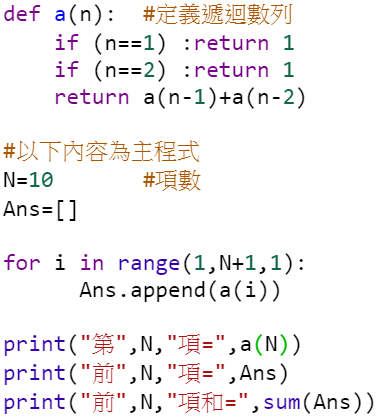 def a(n):  #定義遞迴數列
    if (n==1) :return 1
    if (n==2) :return 1
    return a(n-1)+a(n-2)
#以下內容為主程式
N=10       #項數
Ans=[]
for i in range(1,N+1,1):
      Ans.append(a(i))
print("第",N,"項=",a(N))
print("前",N,"項=",Ans)
print("前",N,"項和=",sum(Ans))